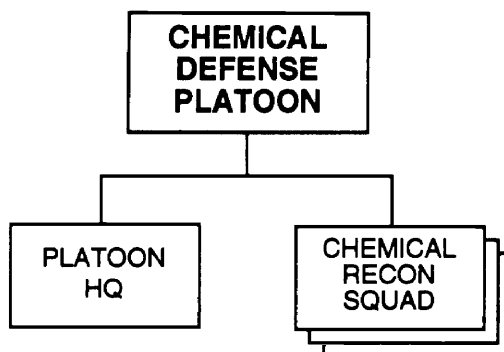 CHEMICAL
DEFENSE
PLATOON
PLATOON
HQ
CHEMICAL
RECON
SQUAD